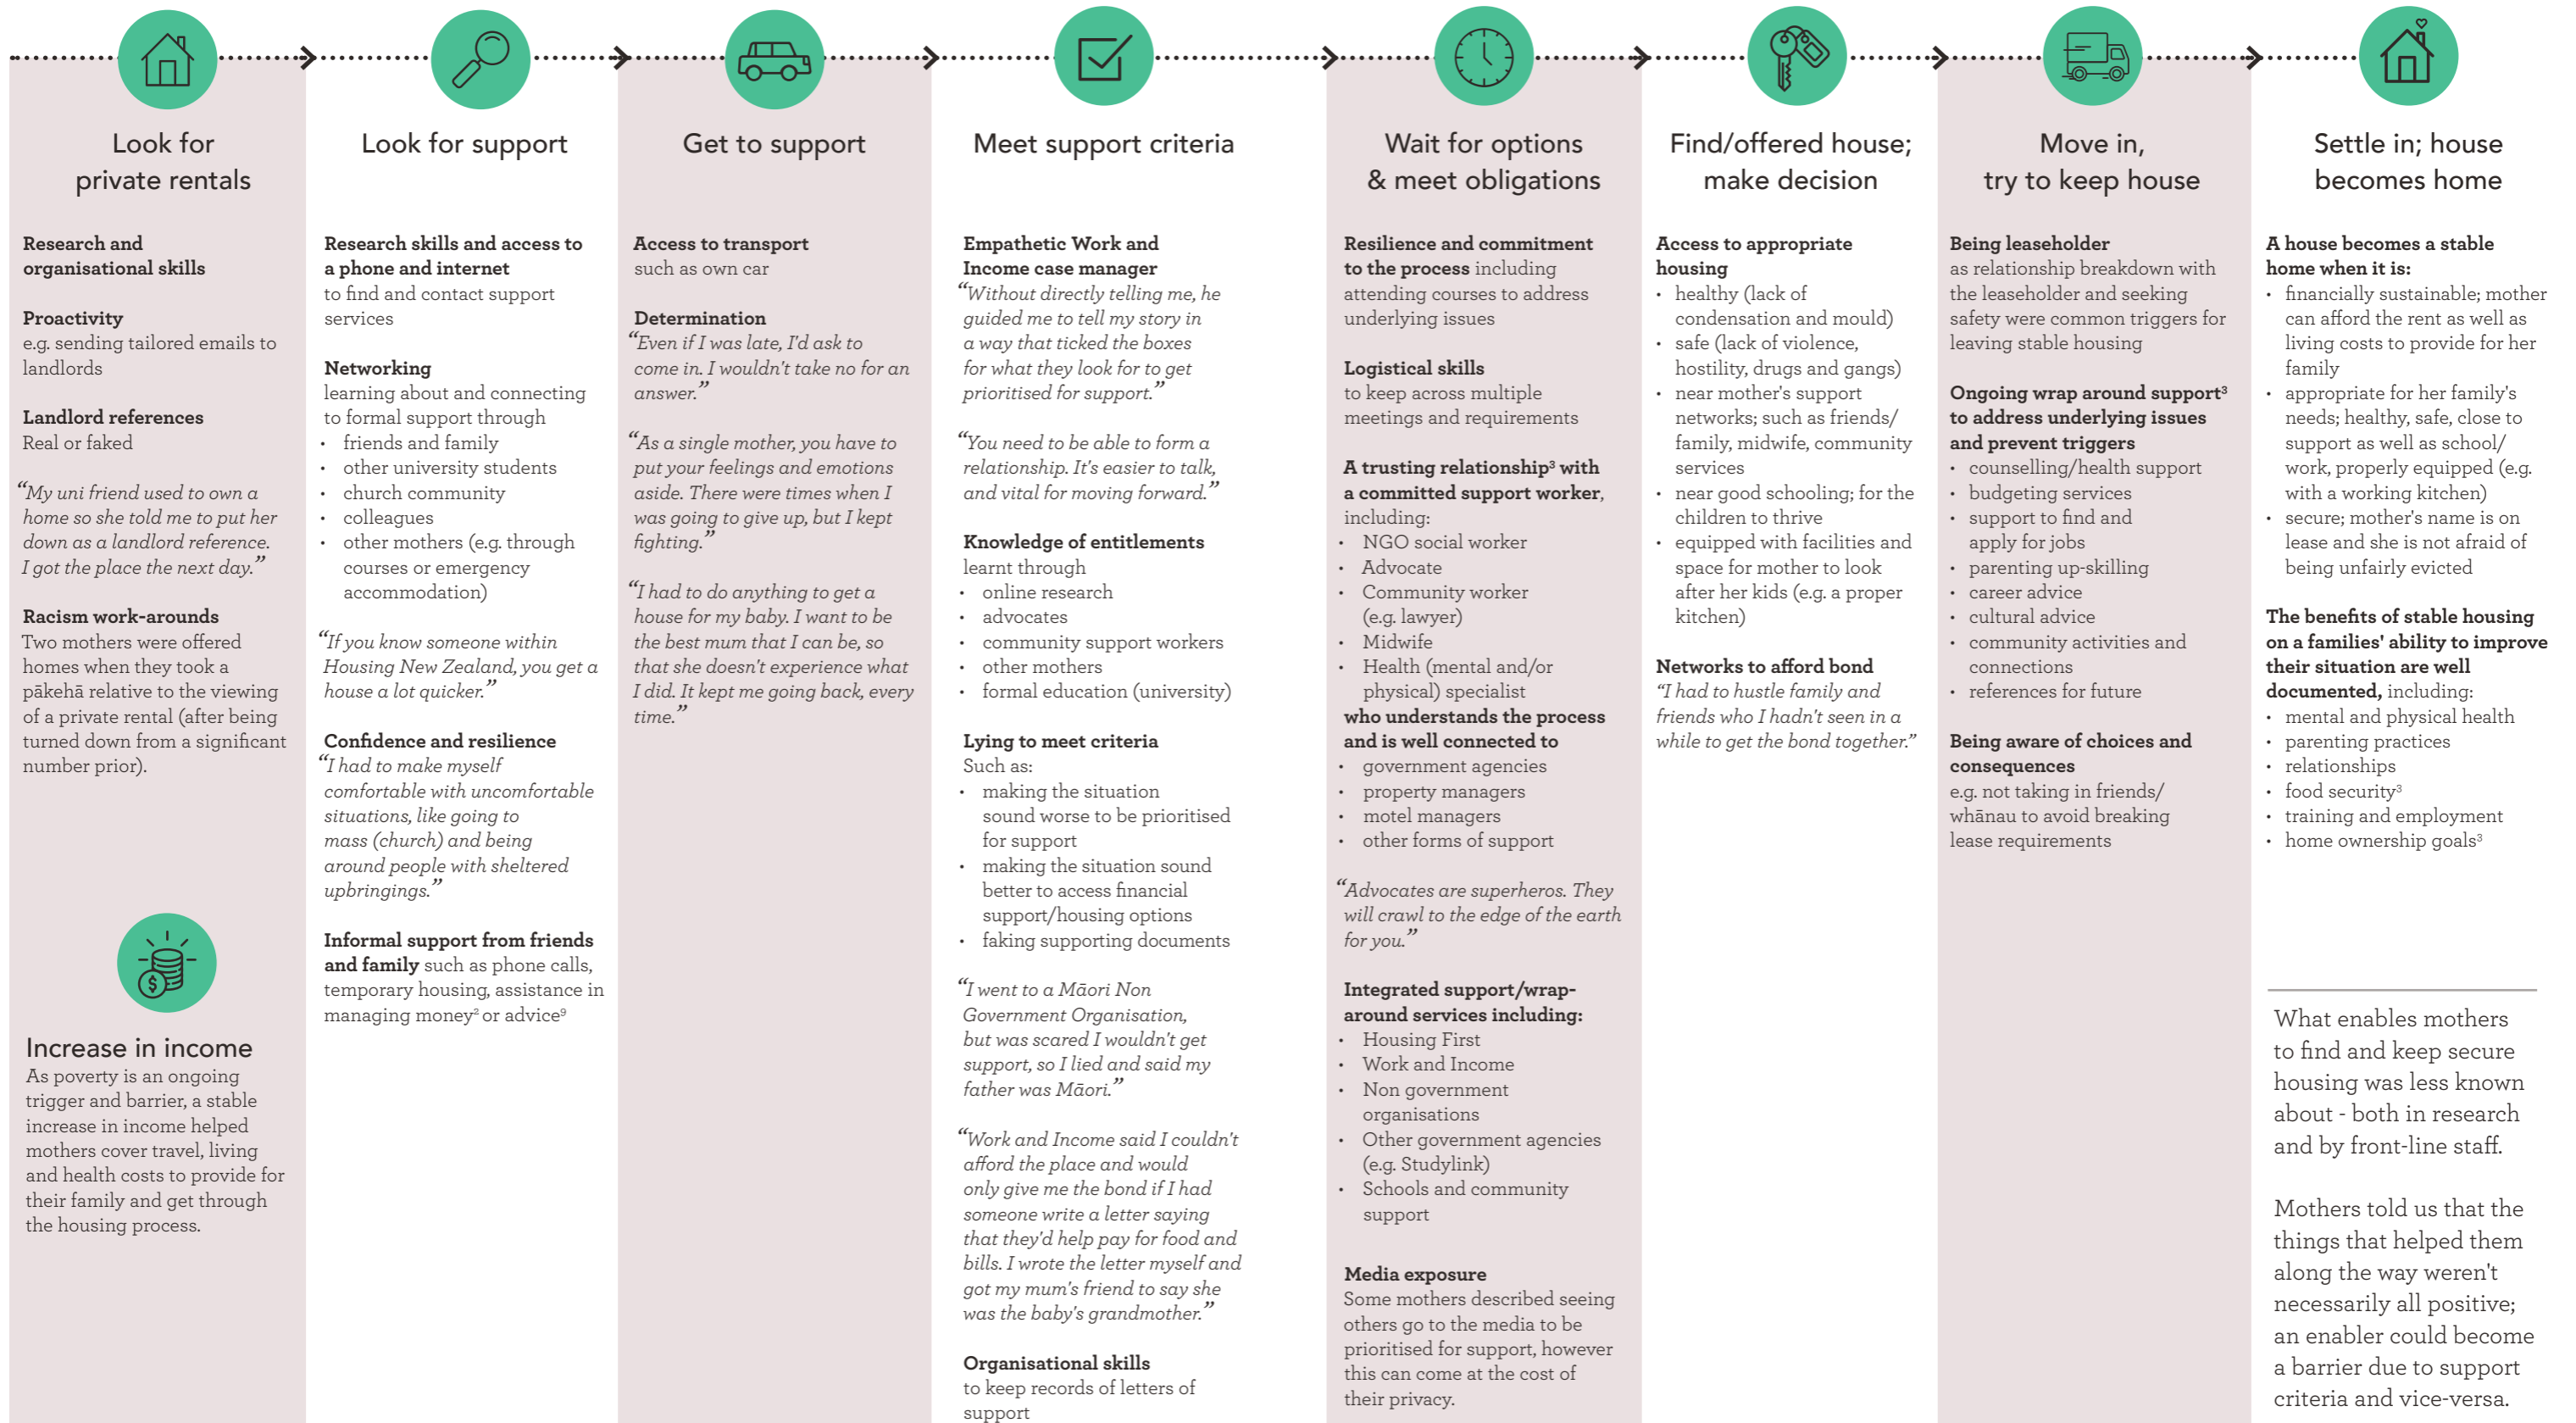 Look for
private rentals
Research and
organisational skills
Proactivity
e.g. sending tailored emails to
landlords
Landlord references
Real or faked
“My uni friend used to own a
home so she told me to put her
down as a landlord reference.
I got the place the next day.”
Racism work-arounds
Two mothers were offered
homes when they took a
pākehā relative to the viewing
of a private rental (after being
turned down from a significant
number prior).
Increase in income
As poverty is an ongoing
trigger and barrier, a stable
increase in income helped
mothers cover travel, living
and health costs to provide for
their family and get through
the housing process.
Look for support
Research skills and access to
a phone and internet
to find and contact support
services
Networking
learning about and connecting
to formal support through
• friends and family
• other university students
• church community
• colleagues
• other mothers (e.g. through
courses or emergency
accommodation)
“If you know someone within
Housing New Zealand, you get a
house a lot quicker.”
Confidence and resilience
“I had to make myself
comfortable with uncomfortable
situations, like going to
mass (church) and being
around people with sheltered
upbringings.”
Informal support from friends
and family such as phone calls,
temporary housing, assistance in
managing money² or advice⁹
Get to support
Access to transport
such as own car
Determination
“Even if I was late, I'd ask to
come in. I wouldn't take no for an
answer.”
“As a single mother, you have to
put your feelings and emotions
aside. There were times when I
was going to give up, but I kept
fighting.”
“I had to do anything to get a
house for my baby. I want to be
the best mum that I can be, so
that she doesn't experience what
I did. It kept me going back, every
time.”
Meet support criteria
Empathetic Work and
Income case manager
“Without directly telling me, he
guided me to tell my story in
a way that ticked the boxes
for what they look for to get
prioritised for support.”
“You need to be able to form a
relationship. It's easier to talk,
and vital for moving forward.”
Knowledge of entitlements
learnt through
• online research
• advocates
• community support workers
• other mothers
• formal education (university)
Lying to meet criteria
Such as:
• making the situation
sound worse to be prioritised
for support
• making the situation sound
better to access financial
support/housing options
• faking supporting documents
“I went to a Māori Non
Government Organisation,
but was scared I wouldn't get
support, so I lied and said my
father was Māori.”
“Work and Income said I couldn't
afford the place and would
only give me the bond if I had
someone write a letter saying
that they'd help pay for food and
bills. I wrote the letter myself and
got my mum's friend to say she
was the baby's grandmother.”
Organisational skills
to keep records of letters of
support
Wait for options
& meet obligations
Resilience and commitment
to the process including
attending courses to address
underlying issues
Logistical skills
to keep across multiple
meetings and requirements
A trusting relationship³ with
a committed support worker,
including:
• NGO social worker
• Advocate
• Community worker
(e.g. lawyer)
• Midwife
• Health (mental and/or
physical) specialist
who understands the process
and is well connected to
• government agencies
• property managers
• motel managers
• other forms of support
“Advocates are superheros. They
will crawl to the edge of the earth
for you.”
Integrated support/wrap-
around services including:
• Housing First
• Work and Income
• Non government
organisations
• Other government agencies
(e.g. Studylink)
• Schools and community
support
Media exposure
Some mothers described seeing
others go to the media to be
prioritised for support, however
this can come at the cost of
their privacy.
Find/offered house;
make decision
Access to appropriate
housing
• healthy (lack of
condensation and mould)
• safe (lack of violence,
hostility, drugs and gangs)
• near mother's support
networks; such as friends/
family, midwife, community
services
• near good schooling; for the
children to thrive
• equipped with facilities and
space for mother to look
after her kids (e.g. a proper
kitchen)
Networks to afford bond
“I had to hustle family and
friends who I hadn't seen in a
while to get the bond together.”
Move in,
try to keep house
Being leaseholder
as relationship breakdown with
the leaseholder and seeking
safety were common triggers for
leaving stable housing
Ongoing wrap around support³
to address underlying issues
and prevent triggers
• counselling/health support
• budgeting services
• support to find and
apply for jobs
• parenting up-skilling
• career advice
• cultural advice
• community activities and
connections
• references for future
Being aware of choices and
consequences
e.g. not taking in friends/
whānau to avoid breaking
lease requirements
Settle in; house
becomes home
A house becomes a stable
home when it is:
• financially sustainable; mother
can afford the rent as well as
living costs to provide for her
family
• appropriate for her family's
needs; healthy, safe, close to
support as well as school/
work, properly equipped (e.g.
with a working kitchen)
• secure; mother's name is on
lease and she is not afraid of
being unfairly evicted
The benefits of stable housing
on a families' ability to improve
their situation are well
documented, including:
• mental and physical health
• parenting practices
• relationships
• food security³
• training and employment
• home ownership goals³
What enables mothers
to find and keep secure
housing was less known
about - both in research
and by front-line staff.
Mothers told us that the
things that helped them
along the way weren't
necessarily all positive;
an enabler could become
a barrier due to support
criteria and vice-versa.